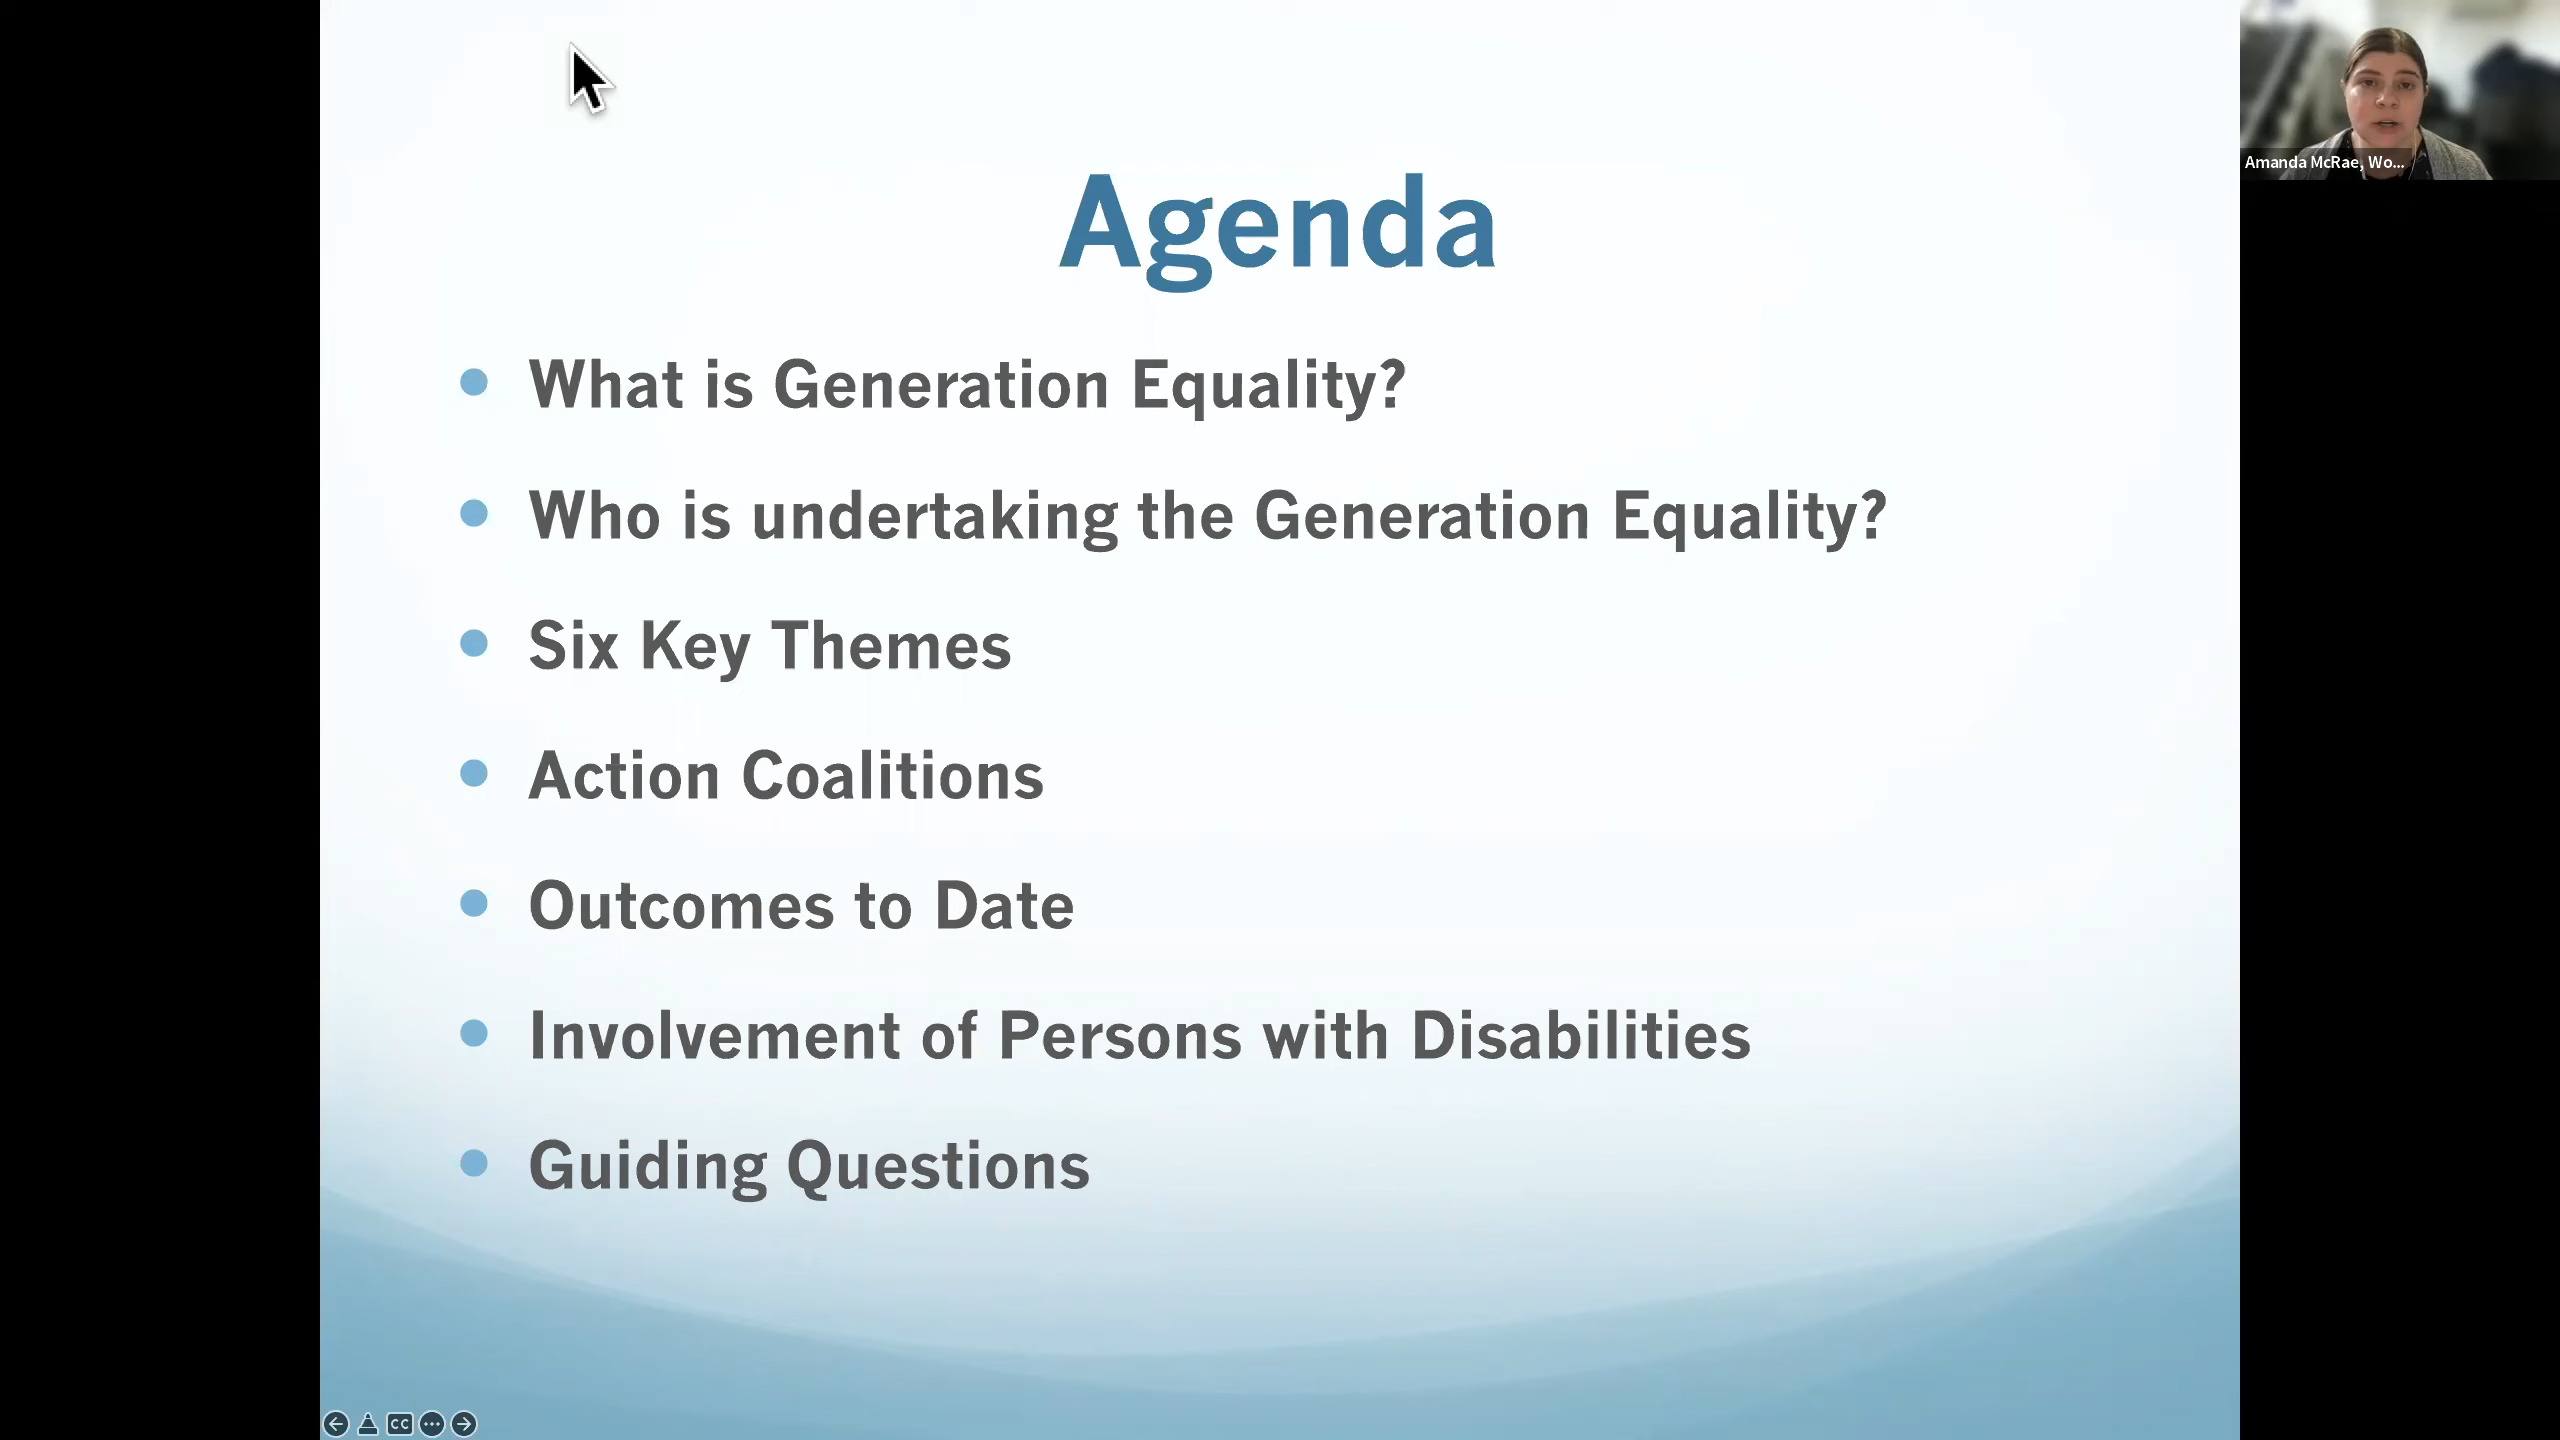 Agenda
What is Generation Equality?
Who is undertaking the Generation Equality?
Six Key Themes
Action Coalitions
Outcomes to Date
Involvement of Persons with Disabilities
Guiding Questions
Amanda McRae, Wo...
CC